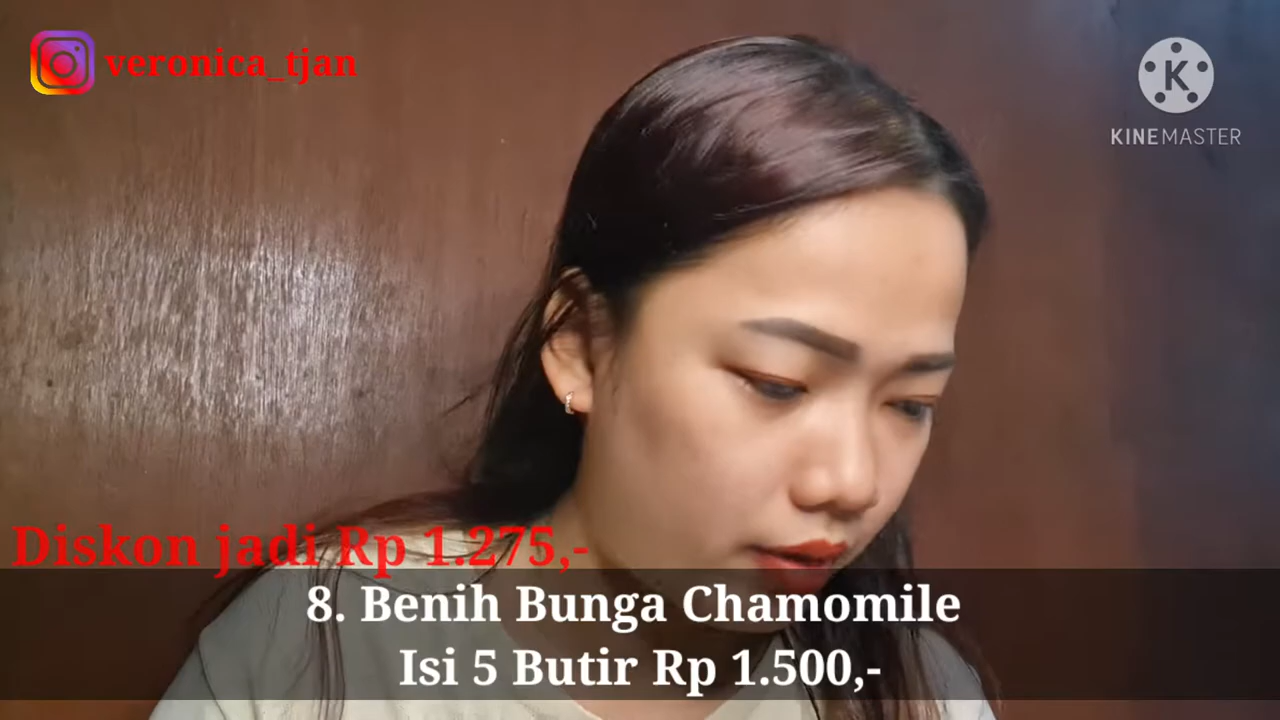 veronica_tjan
KINEMASTER
Diskon jadi Rp 1.275,-
8. Benih Bunga Chamomile
Isi 5 Butir Rp 1.500,-